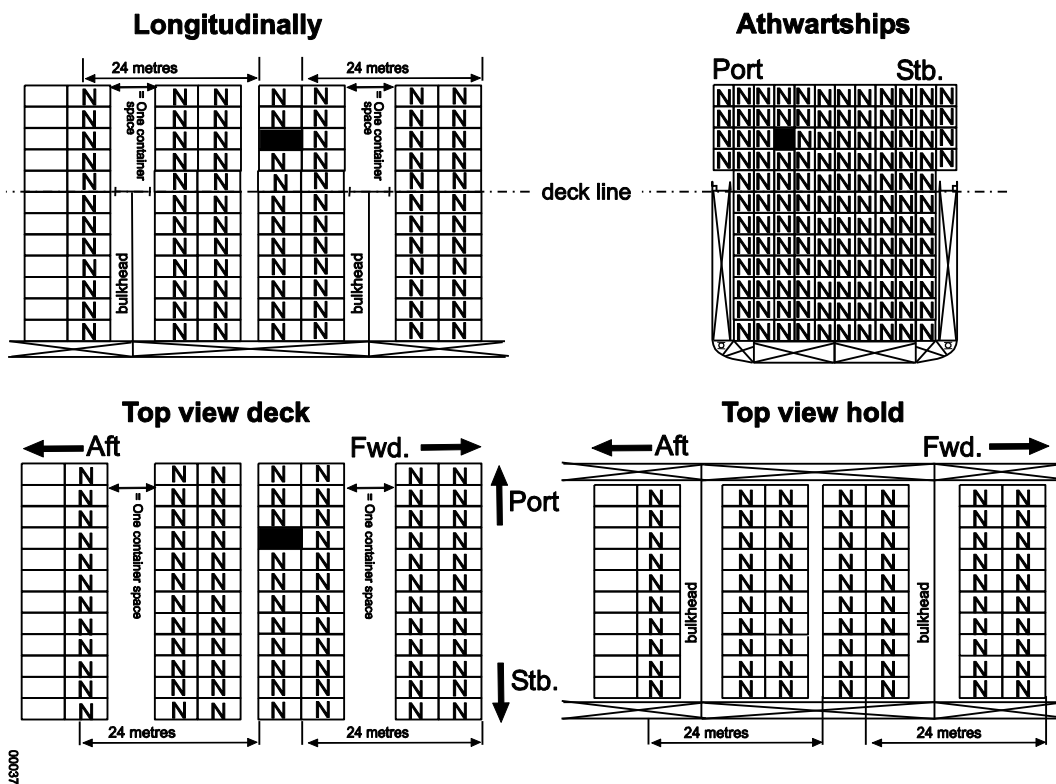 Longitudinally
24 metres 24 metres
N N N N N N N
N N N N N N N
N N N N N N
N N N N N N N
N N N N N N N
N N N N N N N
N N N N N N N
N N N N N N N
N N N N N N N
N N N N N N N
N N N N N N N
N N N N N N N
= One container
space
= One container
space
bulkhead
bulkhead
deck line
Athwartships
Port Stb.
N N N N N N N N N N N N
N N N N N N N N N N N N
N N N N N N N N N N N
N N N N N N N N N N N N
N N N N N N N N N N
N N N N N N N N N N
N N N N N N N N N N
N N N N N N N N N N
N N N N N N N N N N
N N N N N N N N N N
N N N N N N N N N N
N N N N N N N N N N
Top view deck
Aft Fwd.
N N N N N N N
N N N N N N N
N N N N N N N
N N N N N N
N N N N N N N
N N N N N N N
N N N N N N N
N N N N N N N
N N N N N N N
N N N N N N N
N N N N N N N
N N N N N N N
= One container space
= One container space
Port
Stb.
24 metres 24 metres
Top view hold
Aft Fwd.
N N N N N N N
N N N N N N N
N N N N N N N
N N N N N N N
N N N N N N N
N N N N N N N
N N N N N N N
N N N N N N N
N N N N N N N
N N N N N N N
bulkhead
bulkhead
24 metres 24 metres
00037